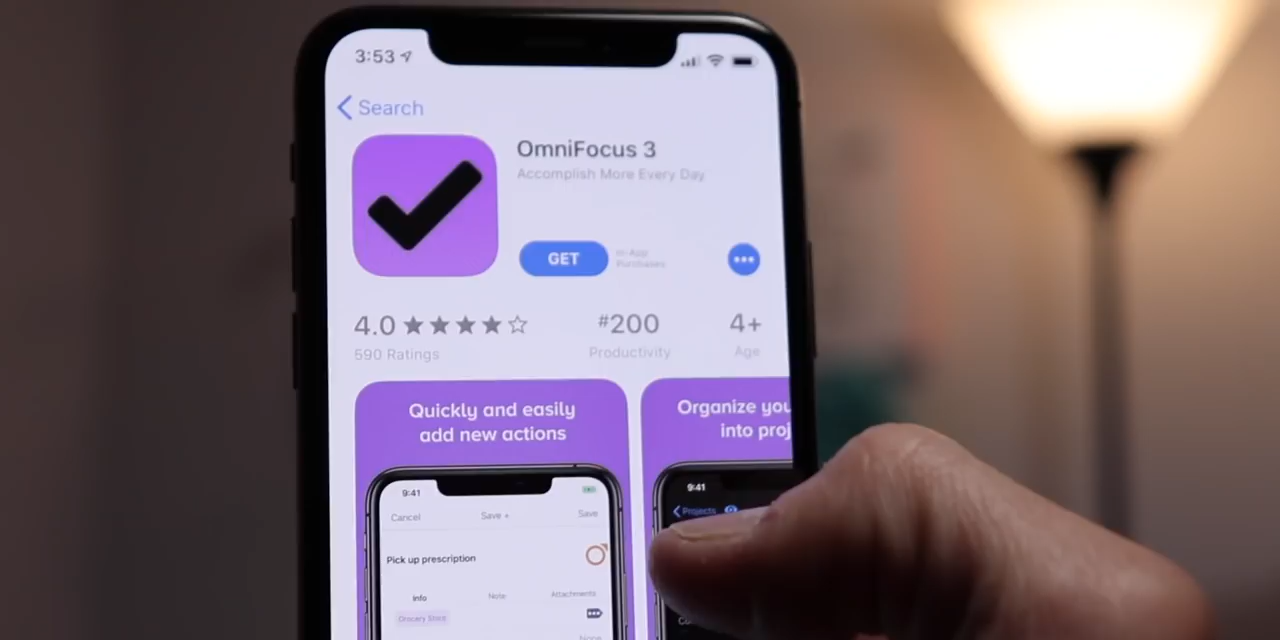 3:53
Search
OmniFocus 3
Accomplish More Every Day
GET
In-App
Purchases
4.0
#200
4+
590 Ratings
Productivity
Age
Quickly and easily
add new actions
Organize you
into proj
9:41
9:41
Cancel
Save +
Save
Projects
Pick up prescription
Info
Note
Attachments
Grocery Store
None